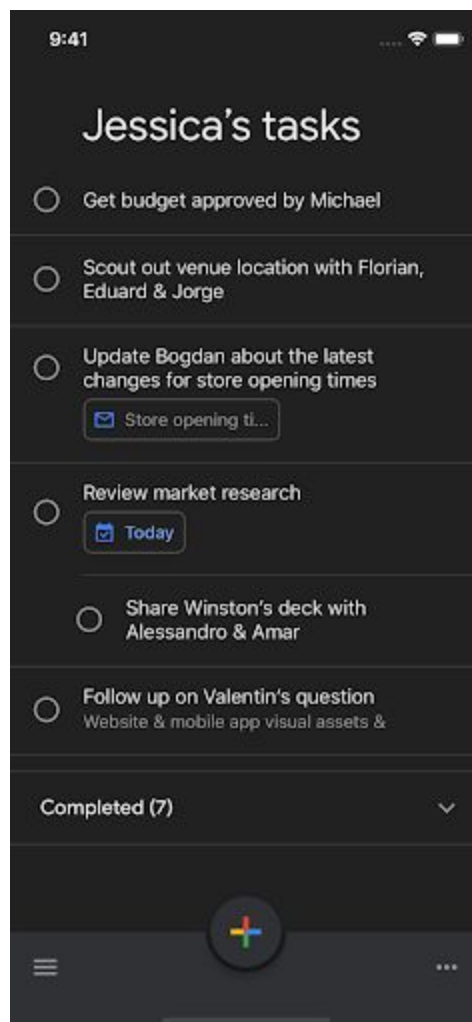 9:41
Jessica's tasks
Get budget approved by Michael
Scout out venue location with Florian,
Eduard & Jorge
Update Bogdan about the latest
changes for store opening times
Store opening ti...
Review market research
Today
Share Winston's deck with
Alessandro & Amar
Follow up on Valentin's question
Website & mobile app visual assets &
Completed (7)